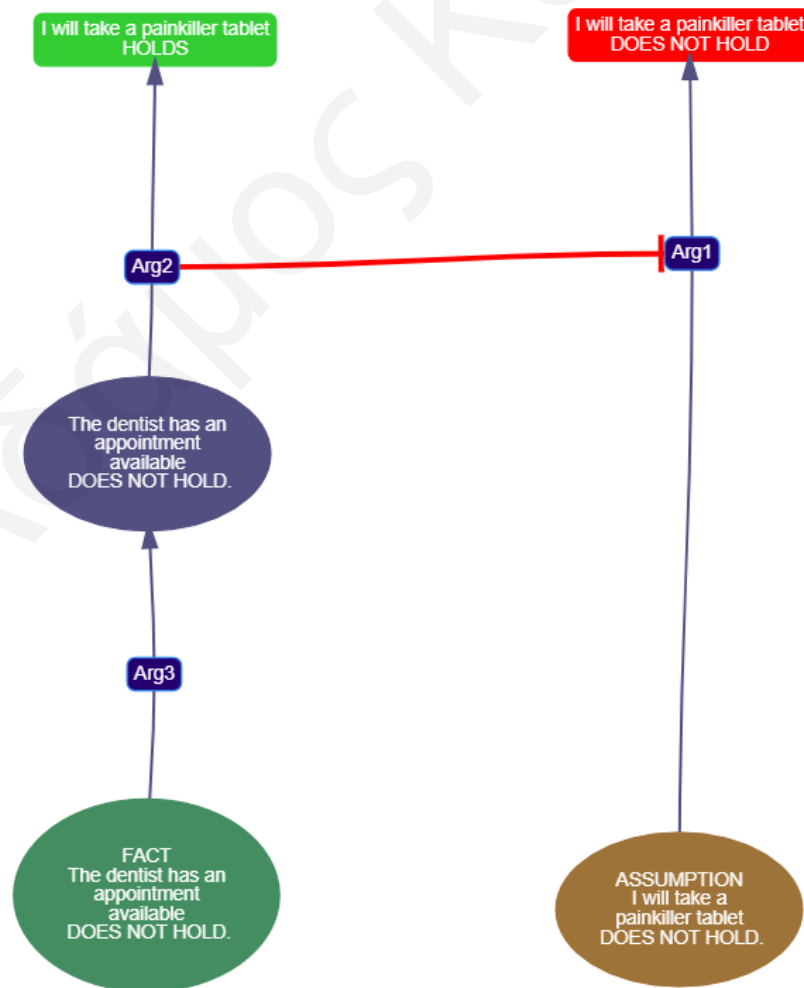 I will take a painkiller tablet
HOLDS
I will take a painkiller tablet
DOES NOT HOLD
Arg2
Arg1
The dentist has an
appointment
available
DOES NOT HOLD.
Arg3
FACT
The dentist has an
appointment
available
DOES NOT HOLD.
ASSUMPTION
I will take a
painkiller tablet
DOES NOT HOLD.